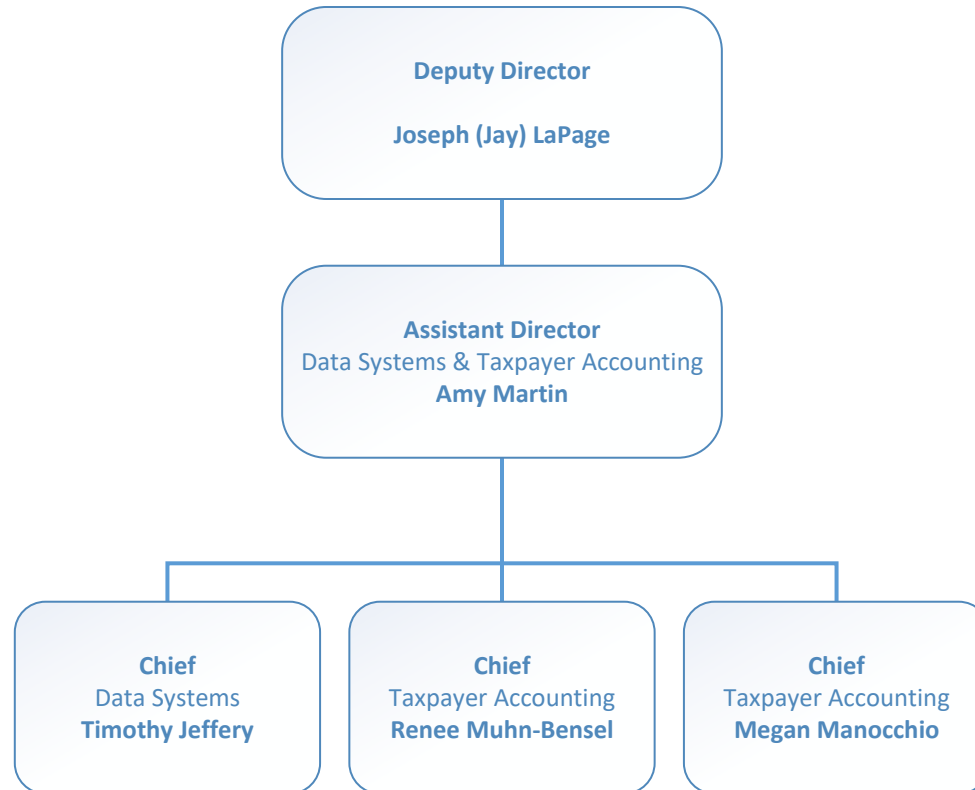 Deputy Director
Joseph (Jay) LaPage
Assistant Director
Data Systems & Taxpayer Accounting
Amy Martin
Chief
Data Systems
Timothy Jeffery
Chief
Taxpayer Accounting
Renee Muhn-Bensel
Chief
Taxpayer Accounting
Megan Manocchio